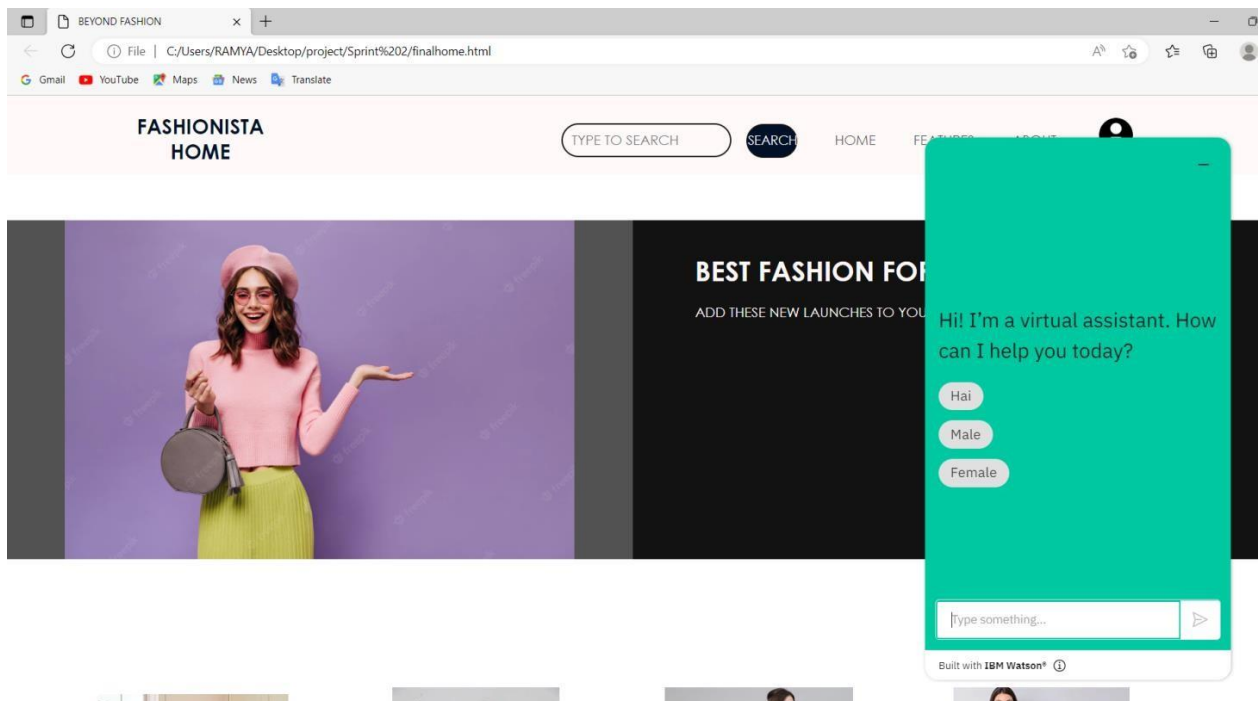 BEYOND FASHION
File | C:/Users/RAMYA/Desktop/project/Sprint%202/finalhome.html
Gmail YouTube Maps News Translate
FASHIONISTA
HOME
TYPE TO SEARCH
SEARCH
HOME
BEST FASHION FOR
ADD THESE NEW LAUNCHES TO YOU
Hi! I'm a virtual assistant. How
can I help you today?
Hai
Male
Female
Type something...
Built with IBM Watson®